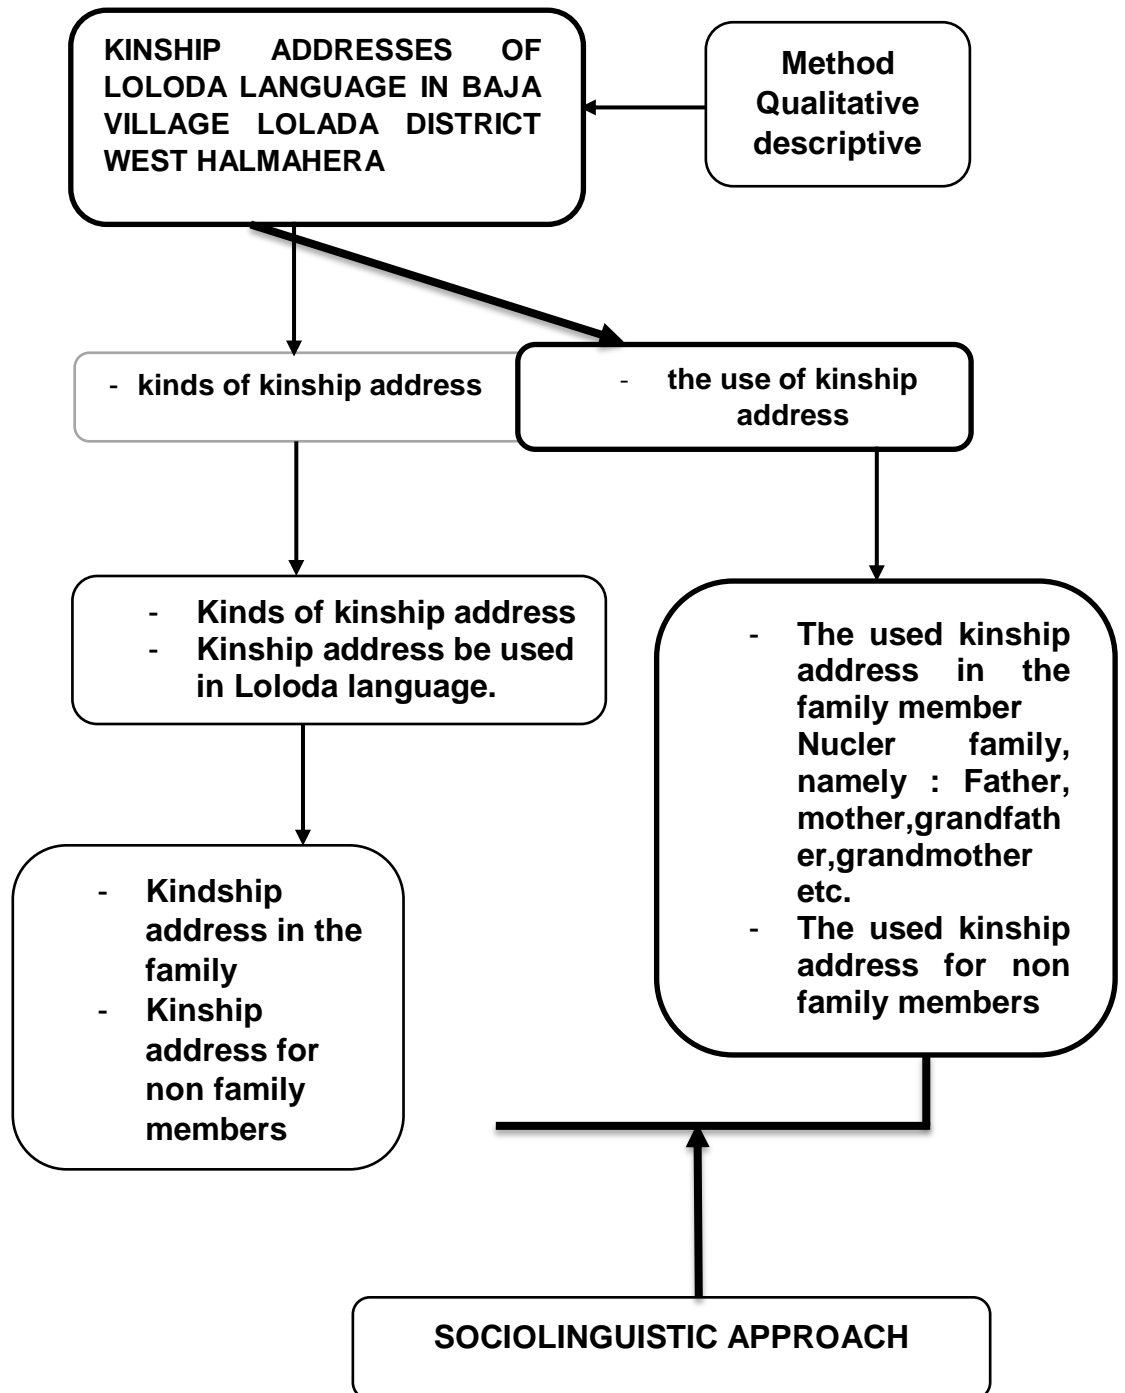 KINSHIP ADDRESSES OF
LOLODA LANGUAGE IN BAJA
VILLAGE LOLADA DISTRICT
WEST HALMAHERA
Method
Qualitative
descriptive
- kinds of kinship address
- the use of kinship
address
- Kinds of kinship address
- Kinship address be used
in Loloda language.
- The used kinship
address in the
family member
Nucler family,
namely : Father,
mother,grandfath
er,grandmother
etc.
- The used kinship
address for non
family members
- Kindship
address in the
family
- Kinship
address for
non family
members
SOCIOLINGUISTIC APPROACH